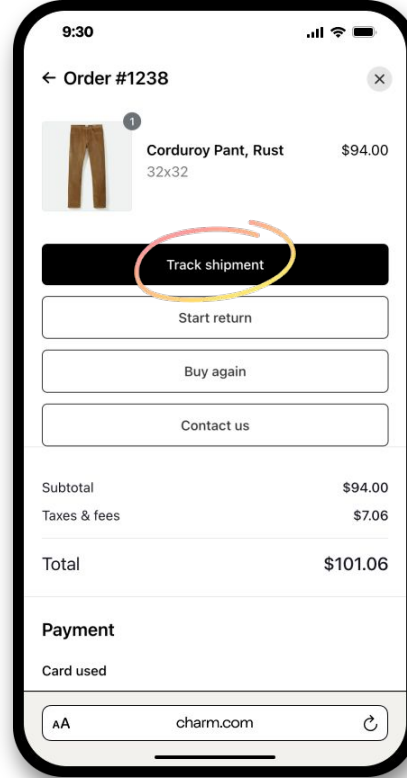 9:30
← Order #1238
1
Corduroy Pant, Rust $94.00
32x32
Track shipment
Start return
Buy again
Contact us
Subtotal $94.00
Taxes & fees $7.06
Total $101.06
Payment
Card used
AA charm.com